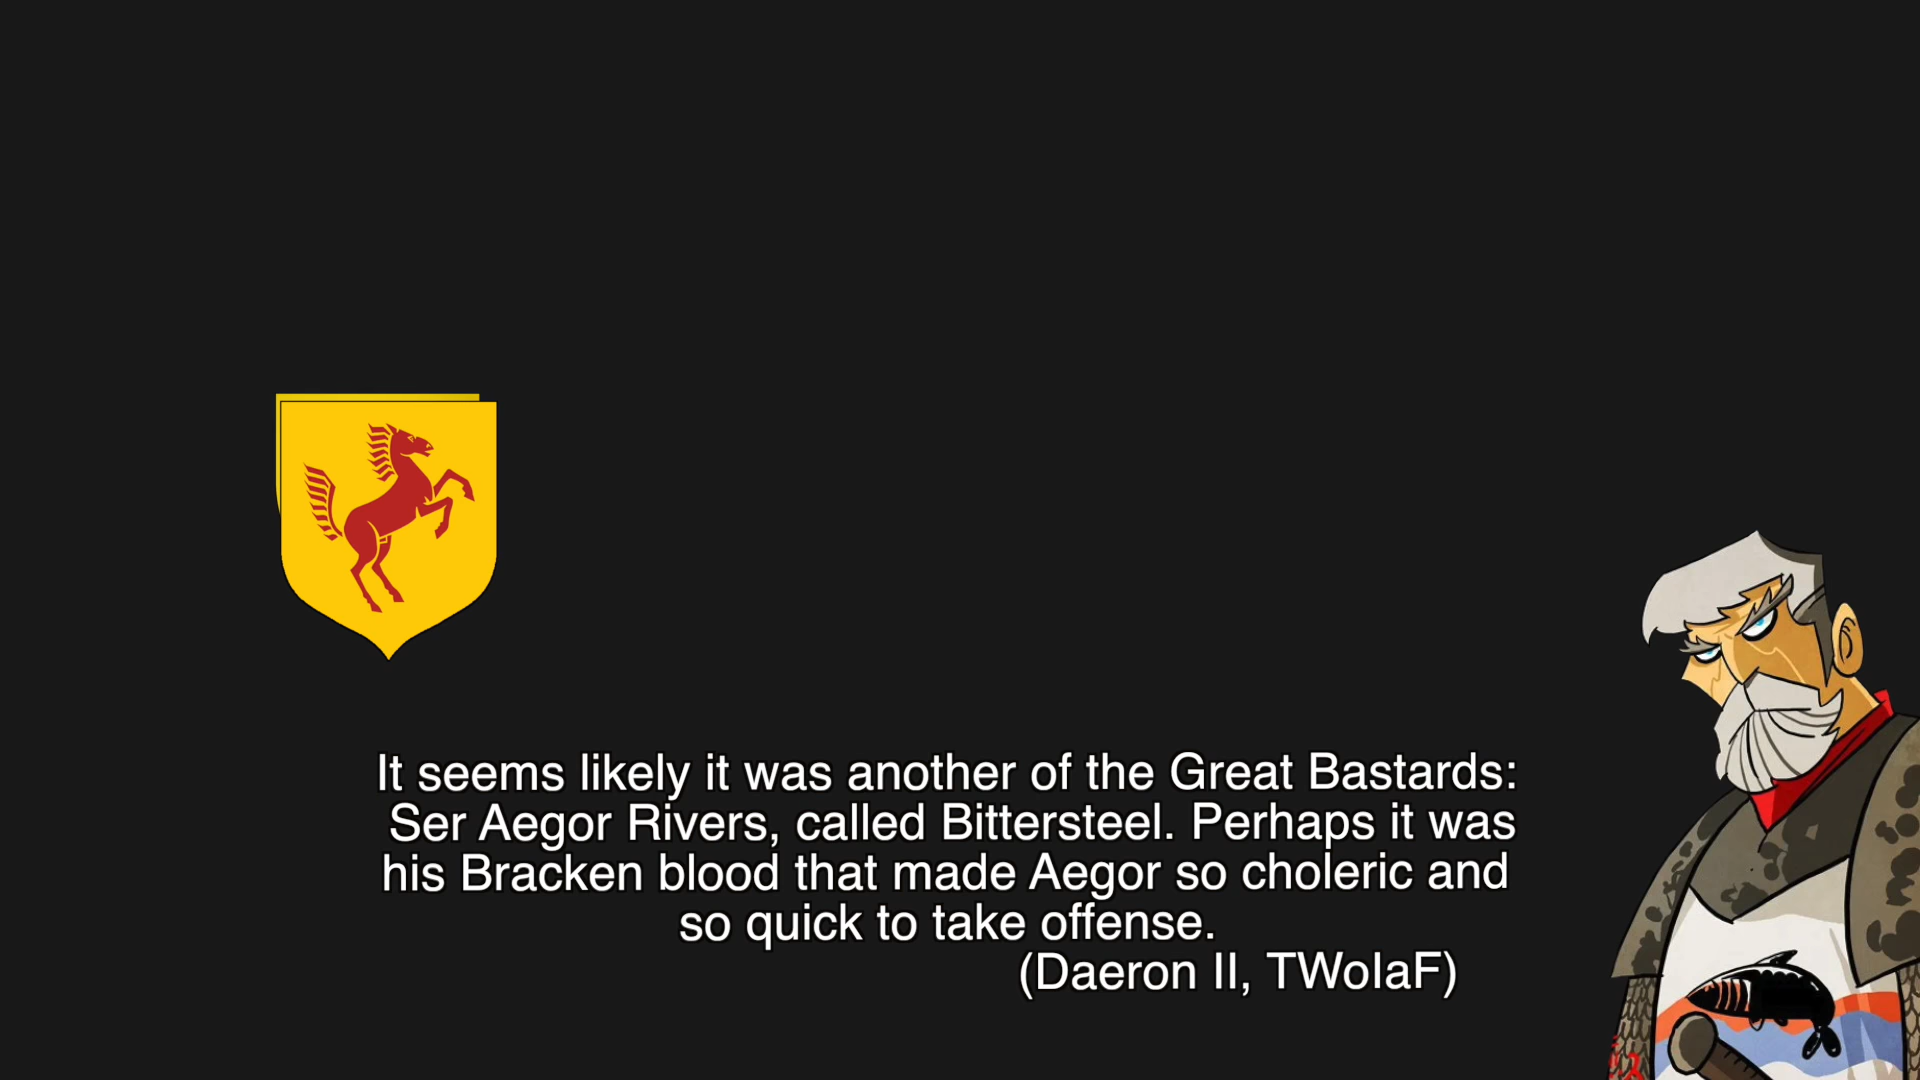 It seems likely it was another of the Great Bastards:
Ser Aegor Rivers, called Bittersteel. Perhaps it was
his Bracken blood that made Aegor so choleric and
so quick to take offense.
(Daeron II, TWoIaF)